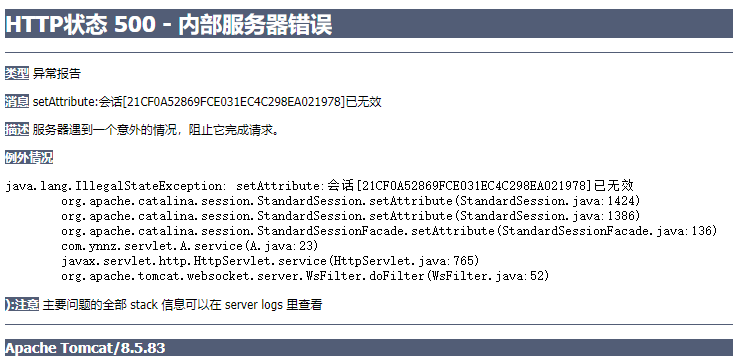 HTTP状态 500 - 内部服务器错误
类型 异常报告
消息 setAttribute:会话[21CF0A52869FCE031EC4C298EA021978]已无效
描述 服务器遇到一个意外的情况，阻止它完成请求。
例外情况
java.lang.IllegalStateException: setAttribute:会话[21CF0A52869FCE031EC4C298EA021978]已无效
org.apache.catalina.session.StandardSession.setAttribute(StandardSession.java:1424)
org.apache.catalina.session.StandardSession.setAttribute(StandardSession.java:1386)
org.apache.catalina.session.StandardSessionFacade.setAttribute(StandardSessionFacade.java:136)
com.ynnz.servlet.A.service(A.java:23)
javax.servlet.http.HttpServlet.service(HttpServlet.java:765)
org.apache.tomcat.websocket.server.WsFilter.doFilter(WsFilter.java:52)
):注意 主要问题的全部 stack 信息可以在 server logs 里查看
Apache Tomcat/8.5.83